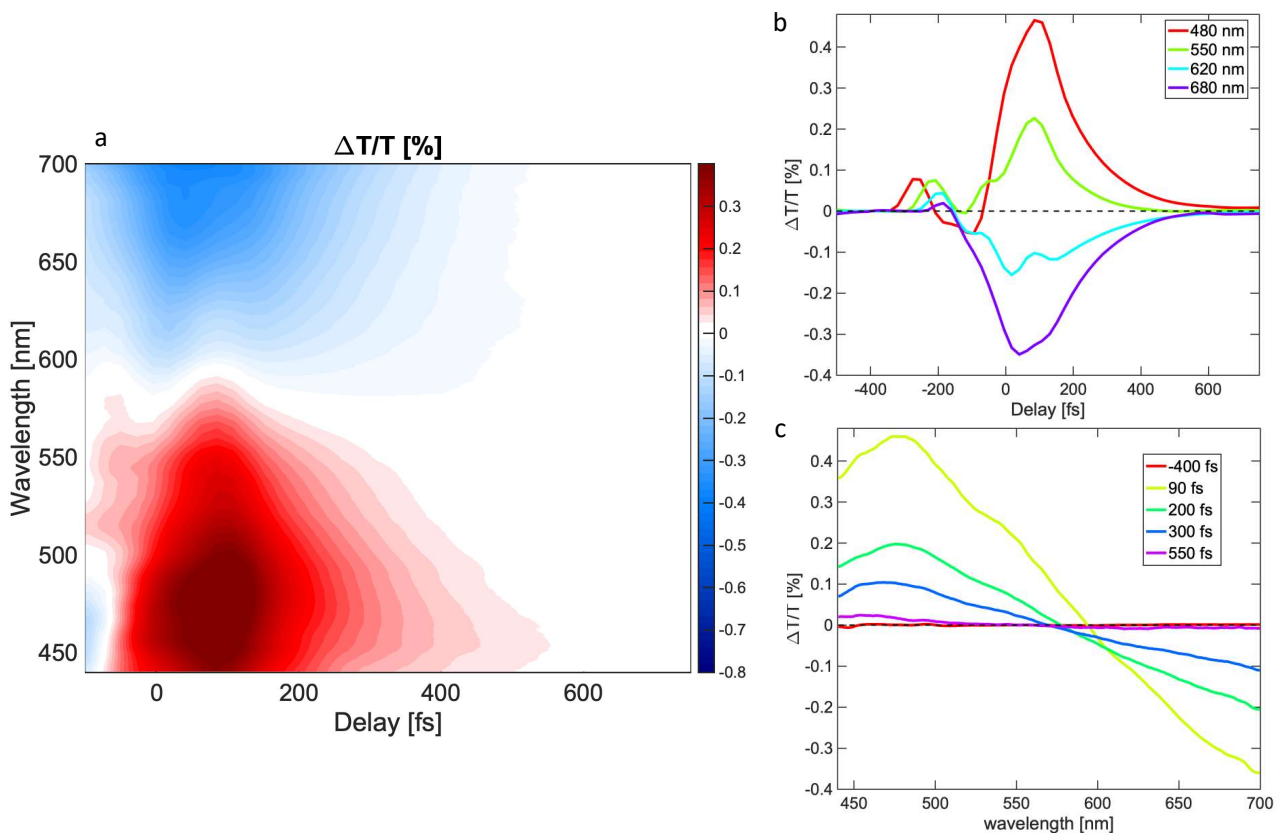 a
ΔT/T [%]
700
650
600
550
500
450
Wavelength [nm]
0
200
400
600
Delay [fs]
0.3
0.2
0.1
0
-0.1
-0.2
-0.3
-0.4
-0.5
-0.6
-0.7
-0.8
b
0.4
0.3
0.2
0.1
0
-0.1
-0.2
-0.3
-0.4
ΔT/T [%]
480 nm
550 nm
620 nm
680 nm
-400
-200
0
200
400
600
Delay [fs]
c
0.4
0.3
0.2
0.1
0
-0.1
-0.2
-0.3
-0.4
ΔT/T [%]
-400 fs
90 fs
200 fs
300 fs
550 fs
450
500
550
600
650
700
wavelength [nm]